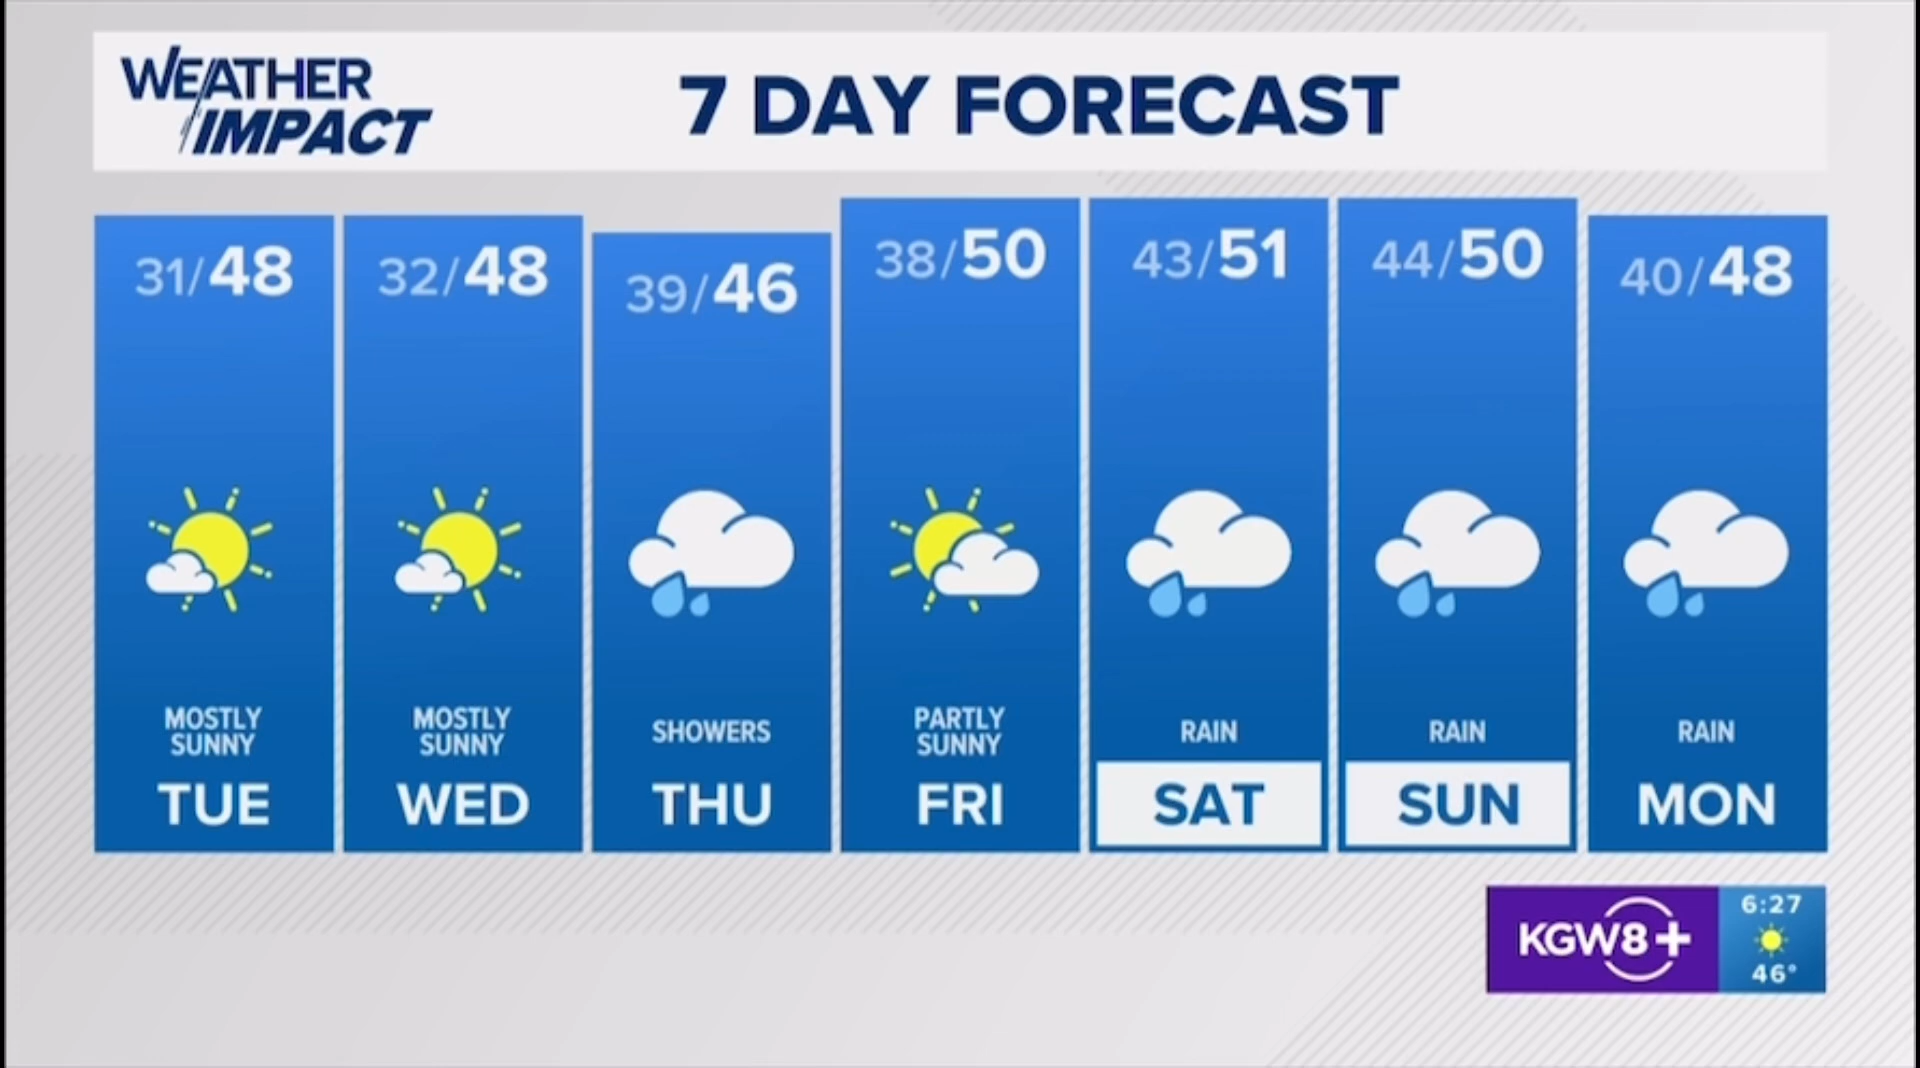 WEATHER
IMPACT
7 DAY FORECAST
31/48
MOSTLY
SUNNY
TUE
32/48
MOSTLY
SUNNY
WED
39/46
SHOWERS
THU
38/50
PARTLY
SUNNY
FRI
43/51
RAIN
SAT
44/50
RAIN
SUN
40/48
RAIN
MON
KGW8+
6:27
46°